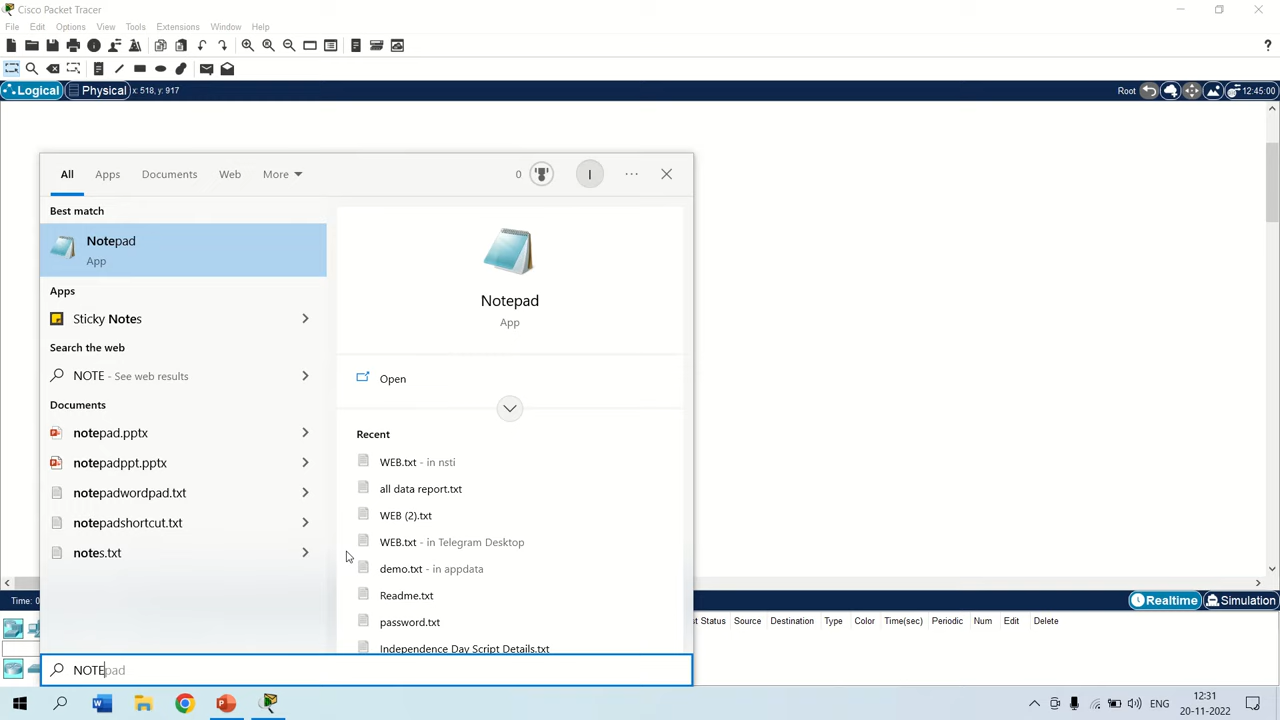 Cisco Packet Tracer
File Edit Options View Tools Extensions Window Help
Logical Physical x: 518, y: 917 Root 12:45:00
All Apps Documents Web More 0 I
Best match
Notepad
App
Apps
Sticky Notes
Search the web
NOTE - See web results
Documents
notepad.pptx
notepadppt.pptx
notepadwordpad.txt
notepadshortcut.txt
notes.txt
Notepad
App
Open
Recent
WEB.txt - in nsti
all data report.txt
WEB (2).txt
WEB.txt - in Telegram Desktop
demo.txt - in appdata
Readme.txt
password.txt
Independence Day Script Details.txt
Time: 0 Realtime Simulation
st Status Source Destination Type Color Time(sec) Periodic Num Edit Delete
NOTEpad
ENG 12:31
20-11-2022